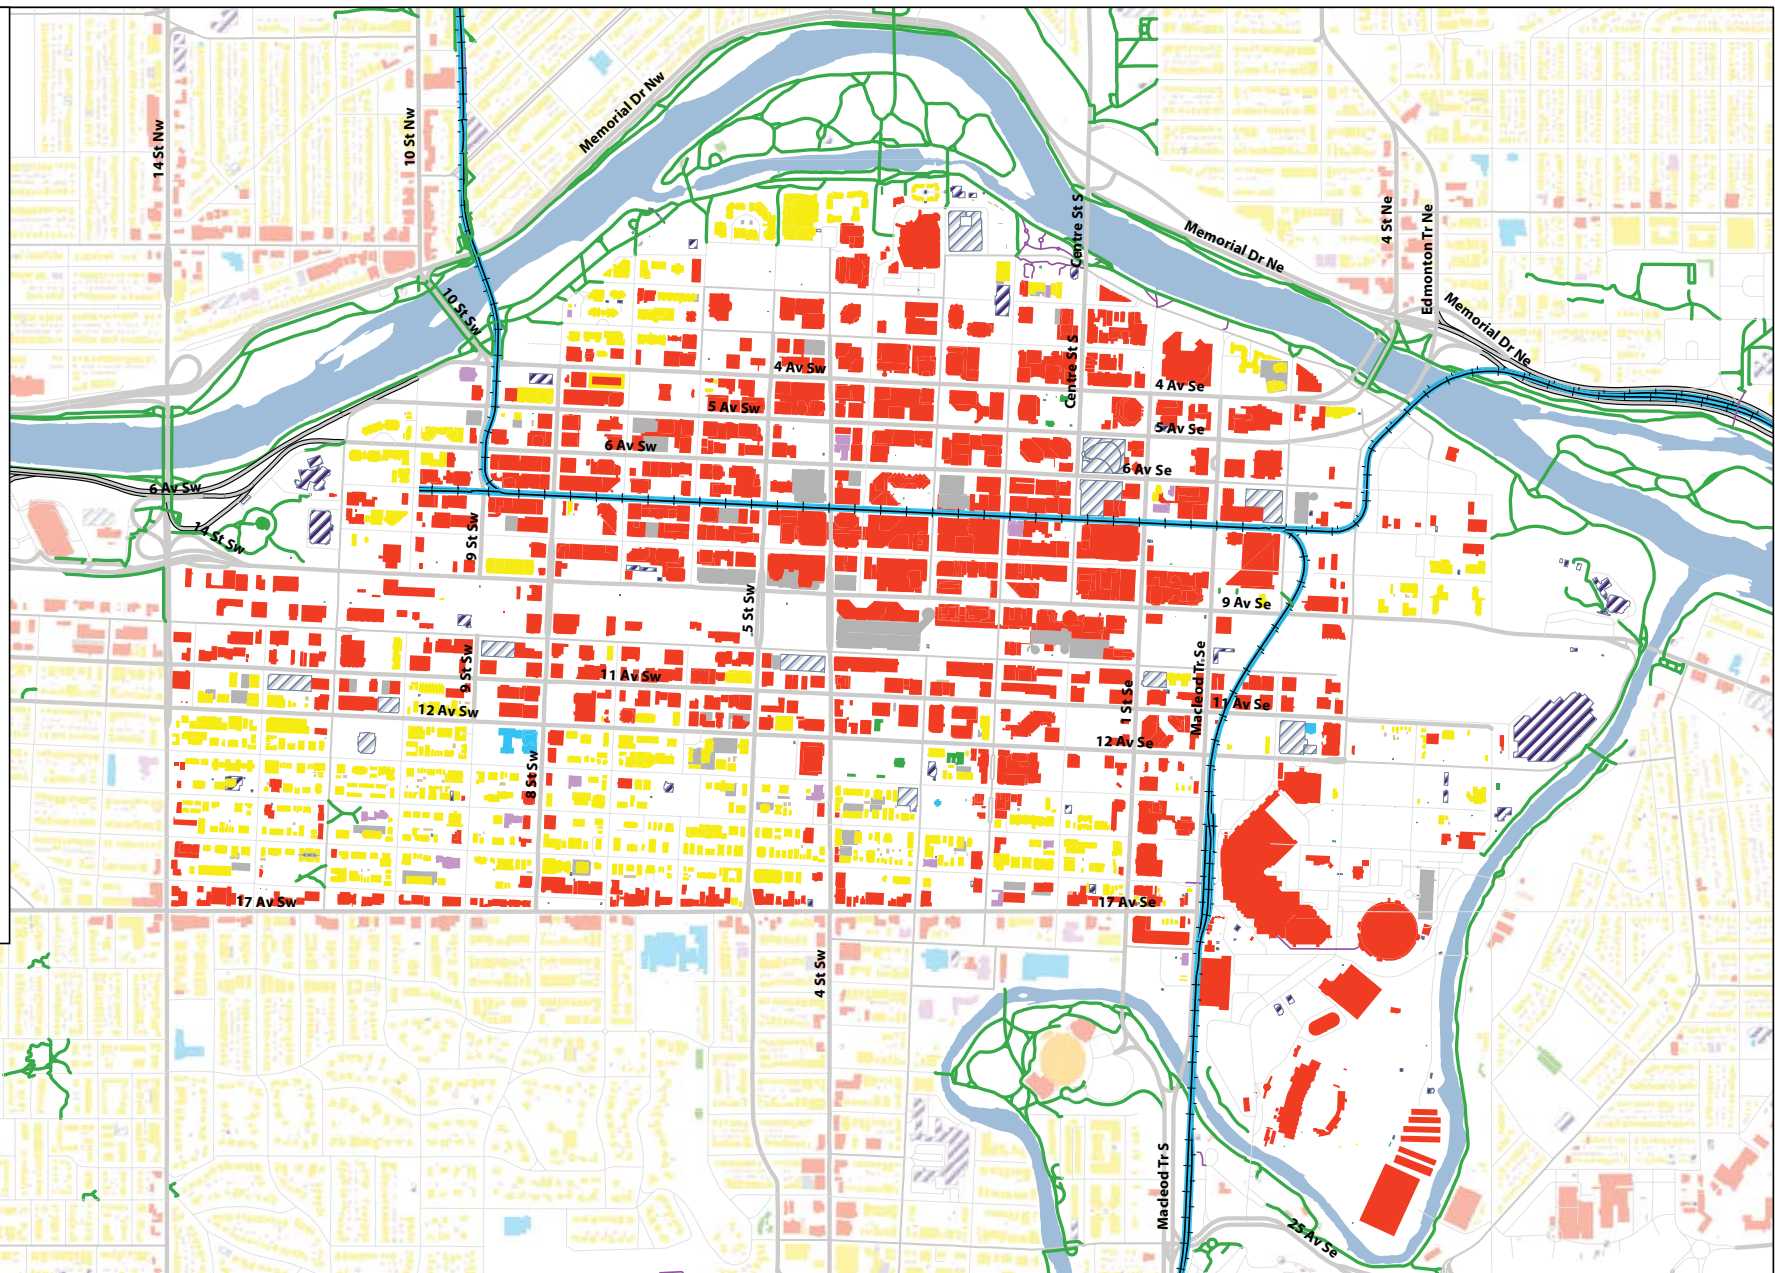 Memorial Dr Nw
14 St Nw
10 St Nw
Centre St S
4 St Ne
Edmonton Tr Ne
Memorial Dr Ne
10 St Sw
Memorial Dr Ne
Centre St S
4 Av Sw
4 Av Se
5 Av Sw
5 Av Se
6 Av Sw
6 Av Se
6 Av Sw
14 St Sw
9 St Sw
5 St Sw
9 Av Se
9 St Sw
11 Av Sw
1 St Se
Macleod Tr Se
11 Av Se
12 Av Sw
12 Av Se
8 St Sw
17 Av Sw
17 Av Se
4 St Sw
Macleod Tr S
25 Av Se